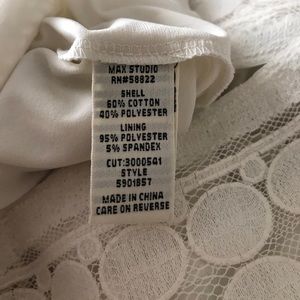 MAX STUDIO
RN#58822
SHELL
60% COTTON
40% POLYESTER
LINING
95% POLYESTER
5% SPANDEX
CUT:3000541
STYLE
5901857
MADE IN CHINA
CARE ON REVERSE